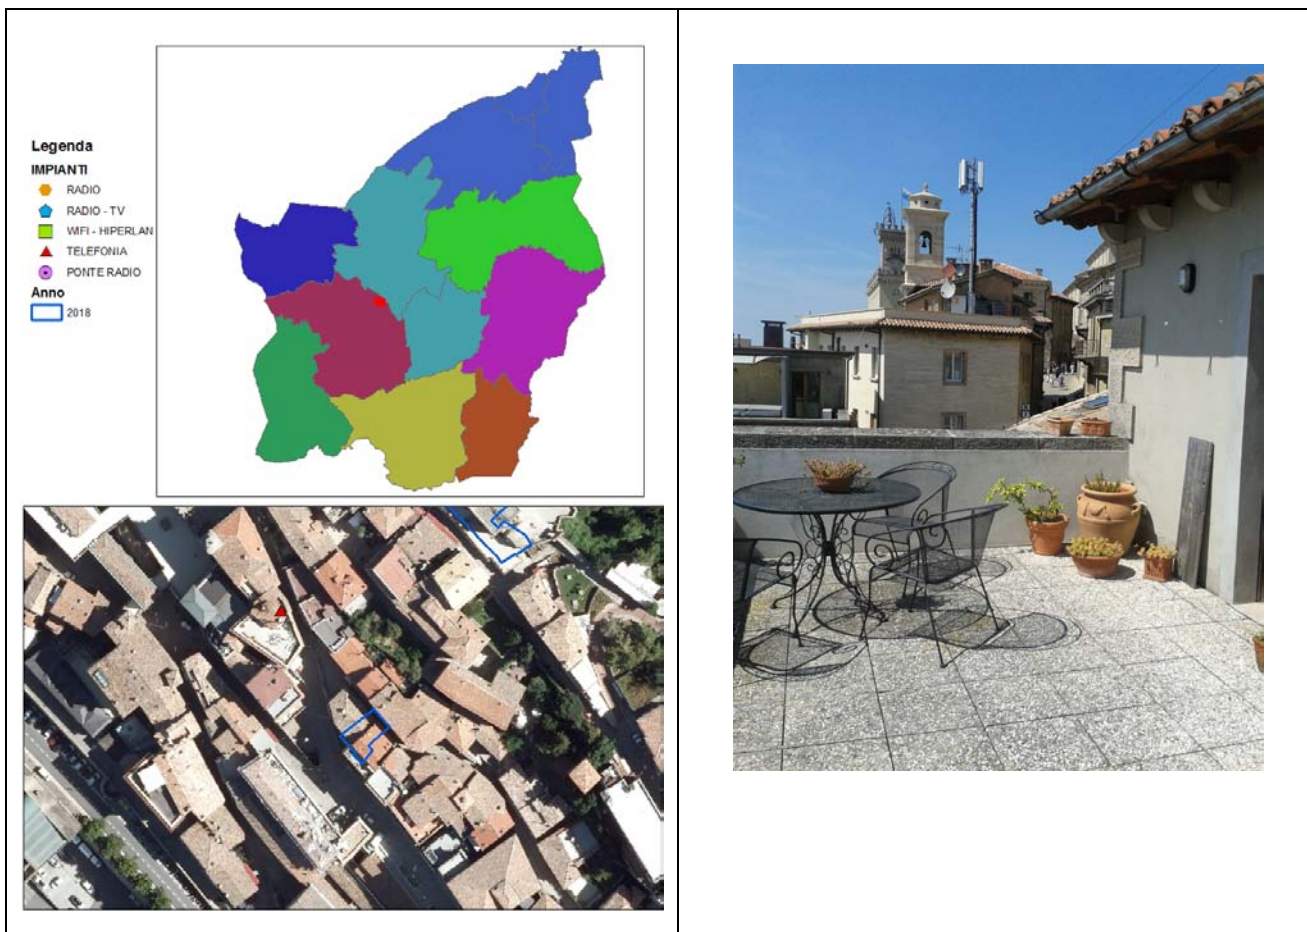 Legenda
IMPIANTI
RADIO
RADIO - TV
WIFI - HIPERLAN
TELEFONIA
PONTE RADIO
Anno
2018